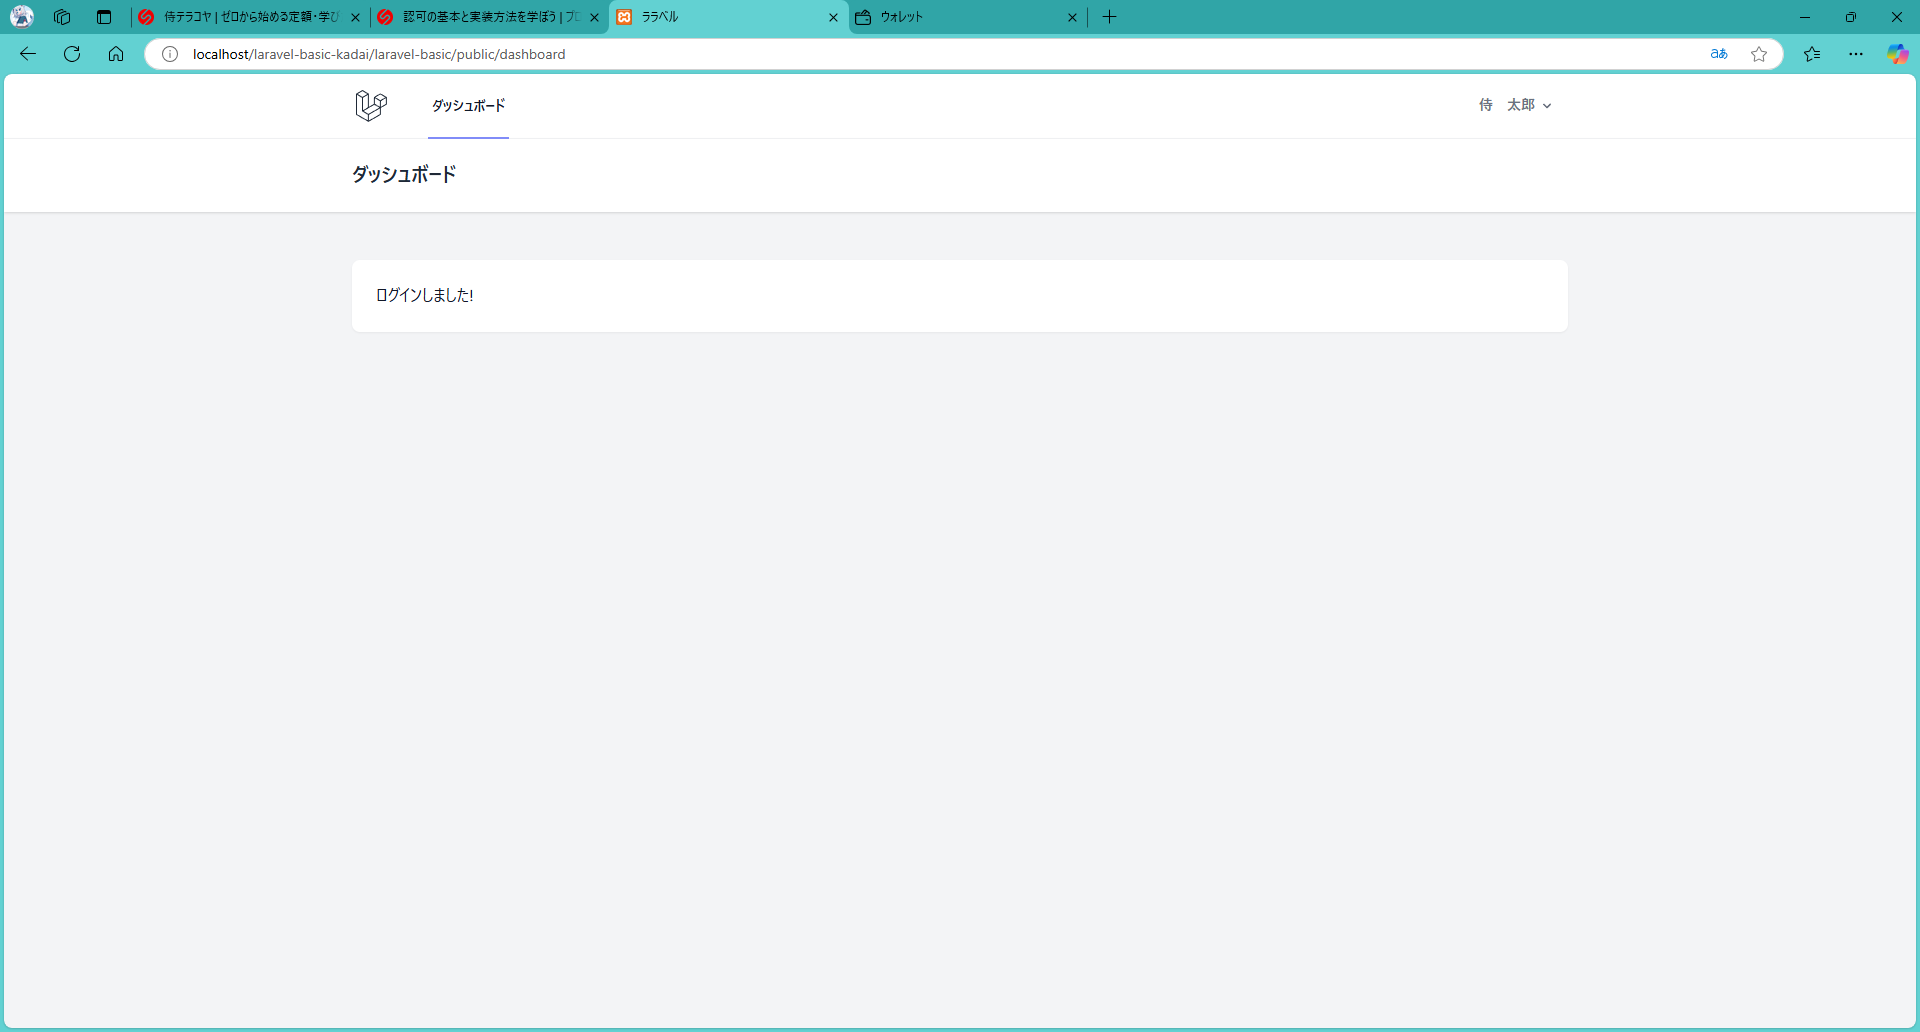 侍テラコヤ | ゼロから始める定額・学び
認可の基本と実装方法を学ぼう | プロ
ララベル
ウォレット
localhost/laravel-basic-kadai/laravel-basic/public/dashboard
aあ
ダッシュボード
侍　太郎
ダッシュボード
ログインしました!